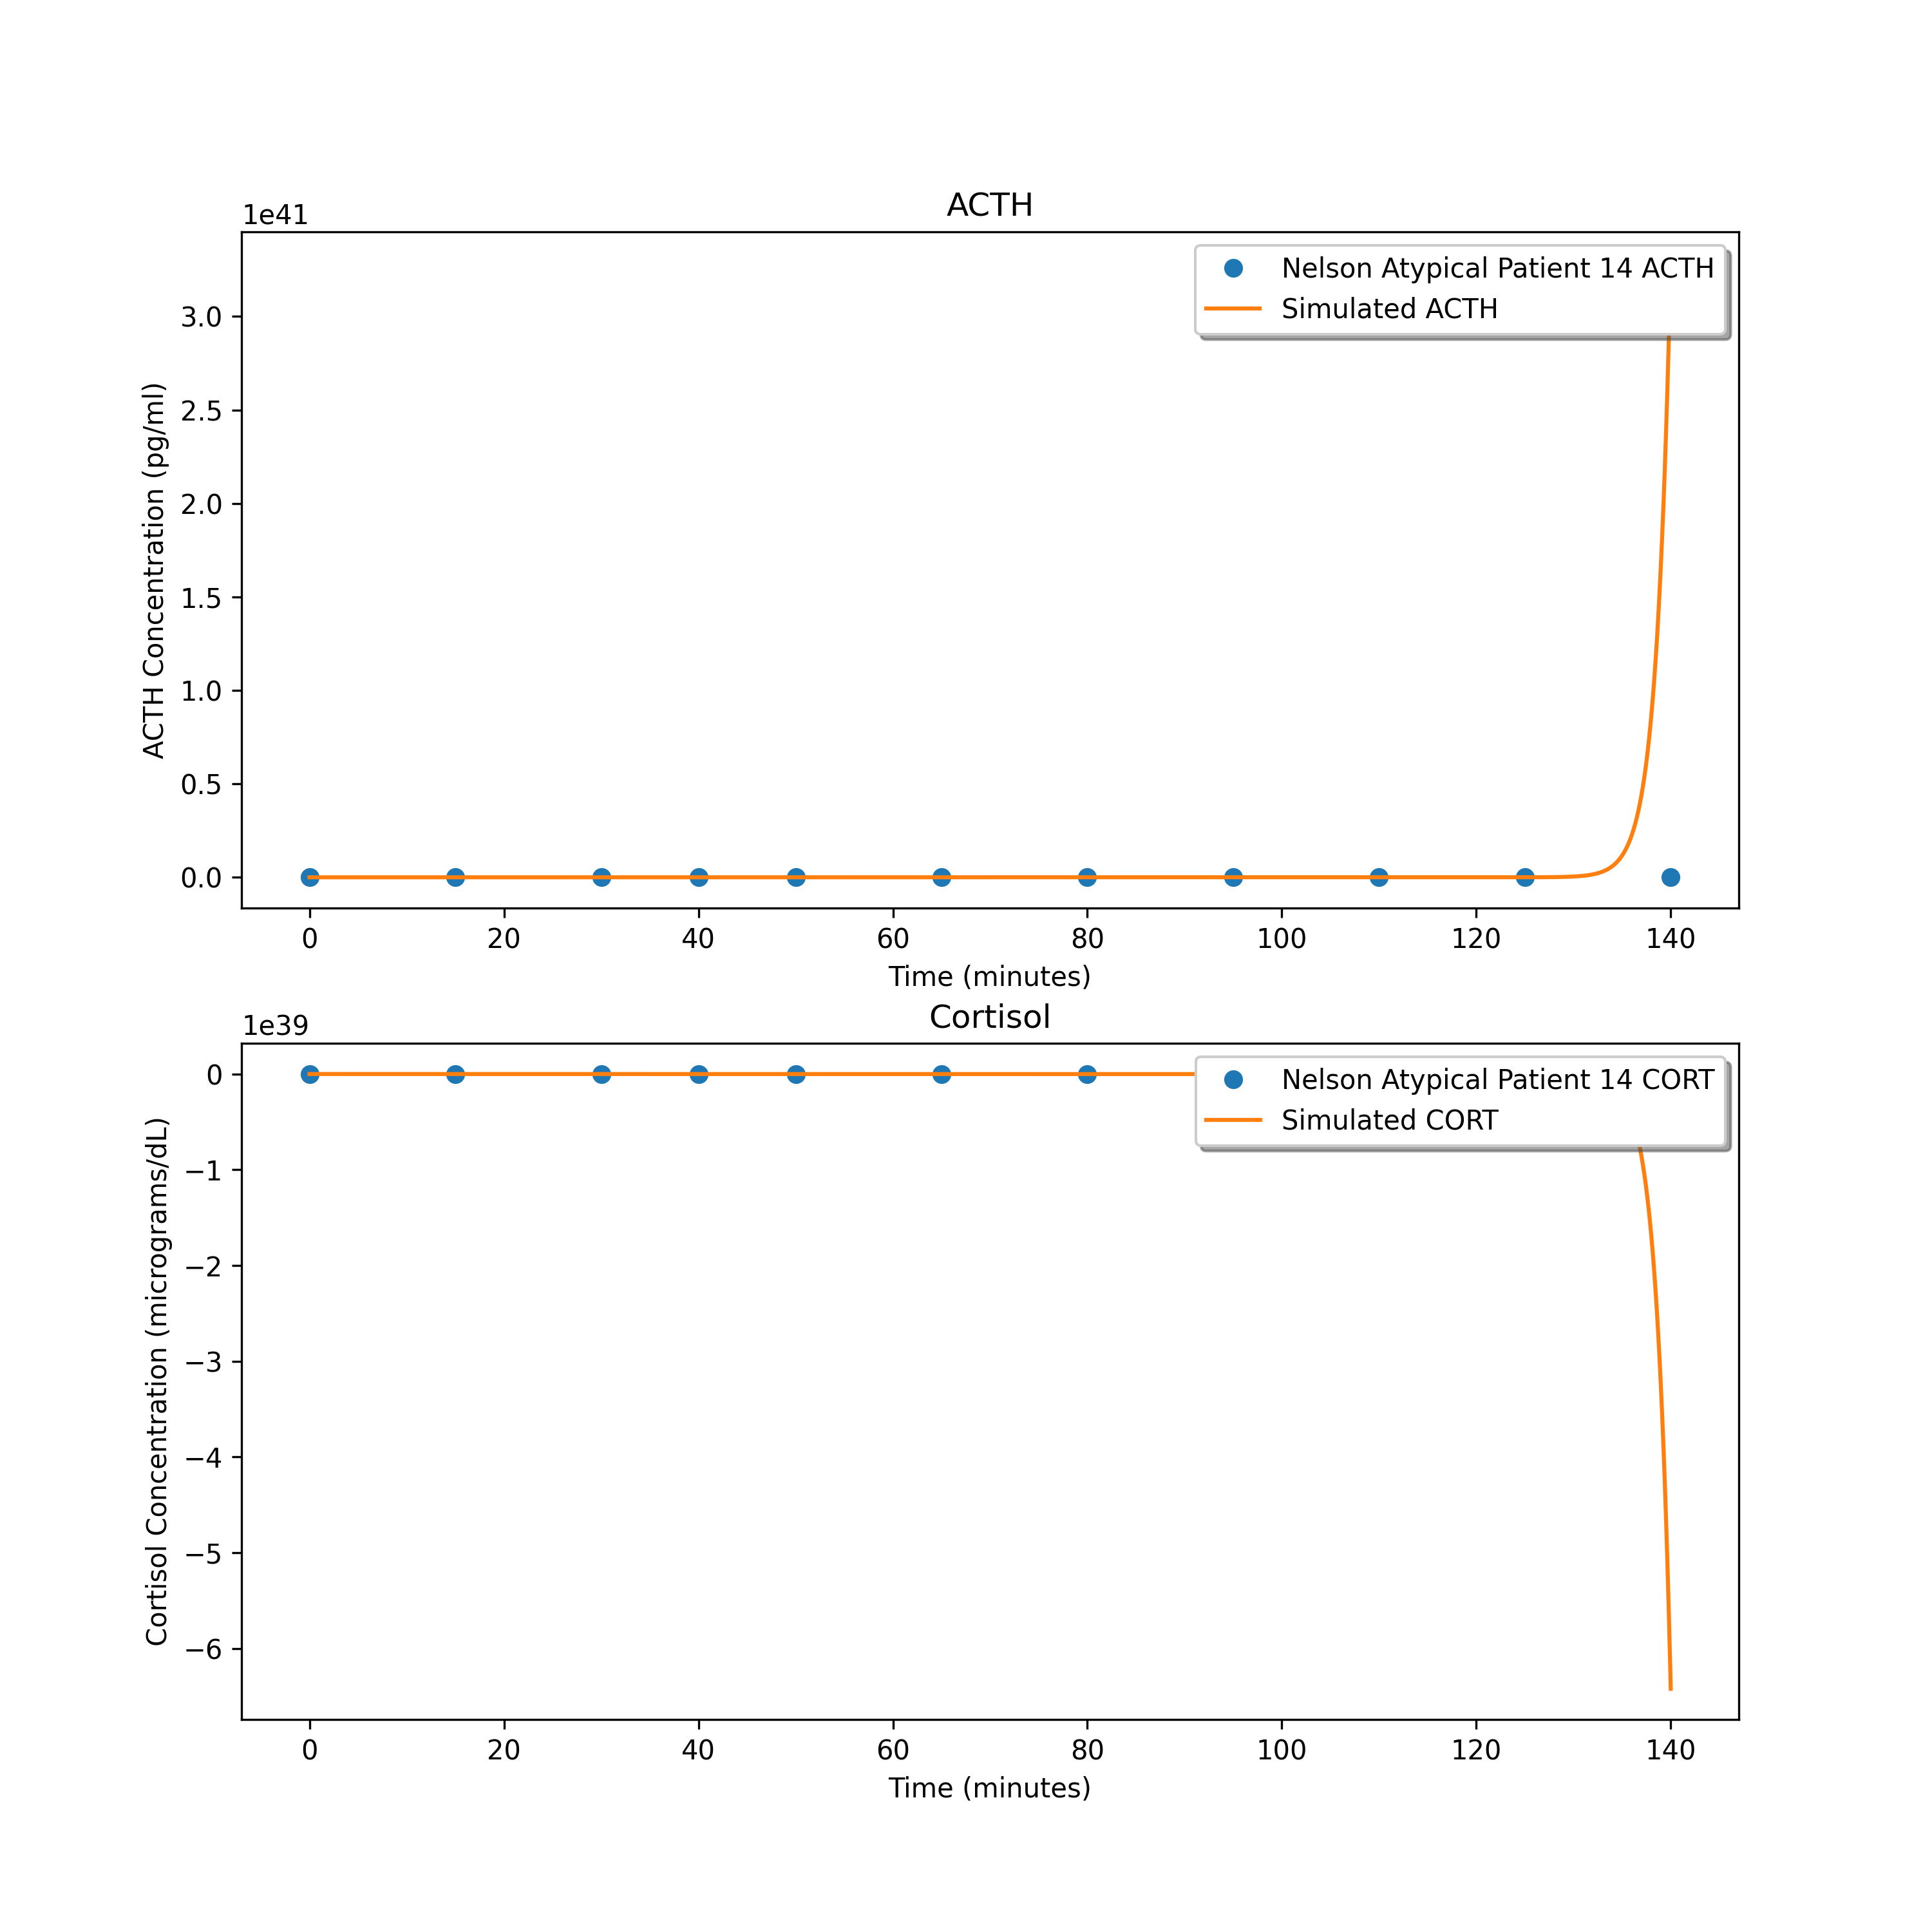 ACTH
1e41
Nelson Atypical Patient 14 ACTH
Simulated ACTH
ACTH Concentration (pg/ml)
3.0
2.5
2.0
1.5
1.0
0.5
0.0
0 20 40 60 80 100 120 140
Time (minutes)
Cortisol
1e39
Nelson Atypical Patient 14 CORT
Simulated CORT
Cortisol Concentration (micrograms/dL)
0
−1
−2
−3
−4
−5
−6
0 20 40 60 80 100 120 140
Time (minutes)